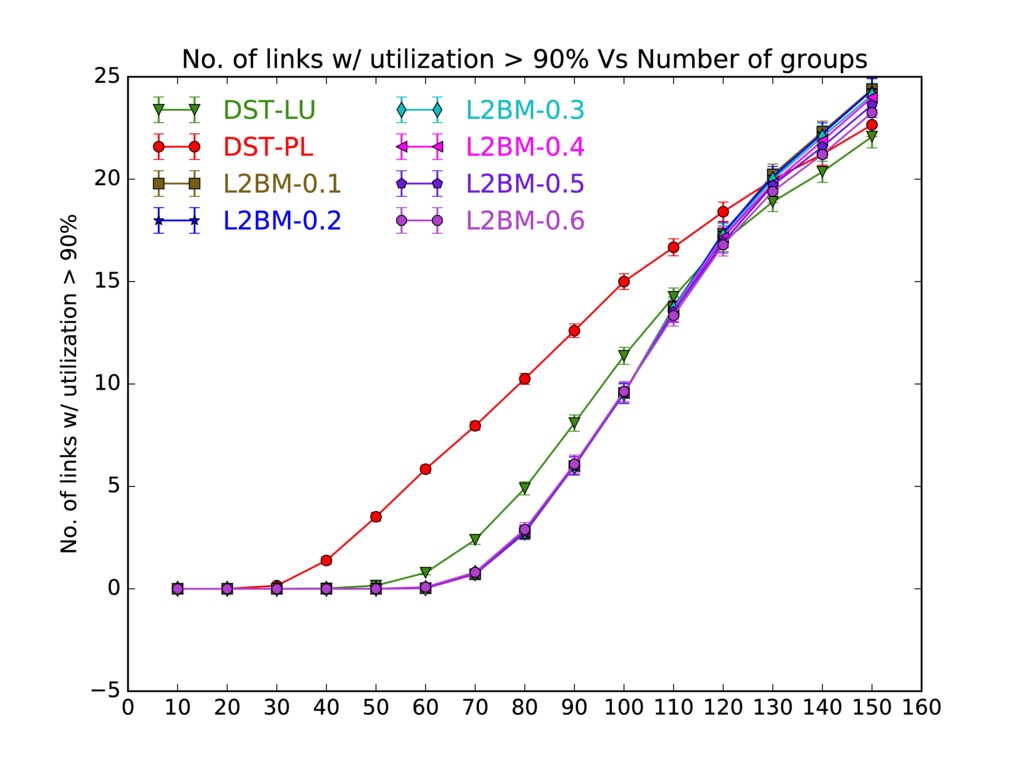 No. of links w/ utilization > 90% Vs Number of groups
DST-LU
DST-PL
L2BM-0.1
L2BM-0.2
L2BM-0.3
L2BM-0.4
L2BM-0.5
L2BM-0.6
No. of links w/ utilization > 90%
25
20
15
10
5
0
−5
0 10 20 30 40 50 60 70 80 90 100 110 120 130 140 150 160